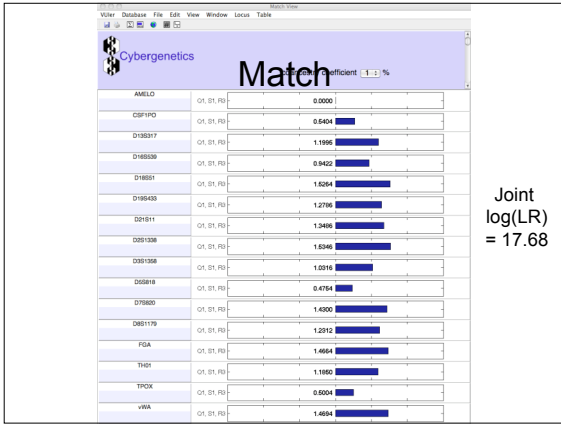 Match View
VUIer Database File Edit View Window Locus Table
Cybergenetics
Match
coefficient 1 %
AMELO
Q1, S1, R3 0.0000
CSF1PO
Q1, S1, R3 0.5404
D13S317
Q1, S1, R3 1.1996
D16S539
Q1, S1, R3 0.9422
D18S51
Q1, S1, R3 1.5264
D19S433
Q1, S1, R3 1.2786
D21S11
Q1, S1, R3 1.3486
D2S1338
Q1, S1, R3 1.5346
D3S1358
Q1, S1, R3 1.0316
D5S818
Q1, S1, R3 0.4754
D7S820
Q1, S1, R3 1.4300
D8S1179
Q1, S1, R3 1.2312
FGA
Q1, S1, R3 1.4664
TH01
Q1, S1, R3 1.1950
TPOX
Q1, S1, R3 0.5004
vWA
Q1, S1, R3 1.4694
Joint
log(LR)
= 17.68